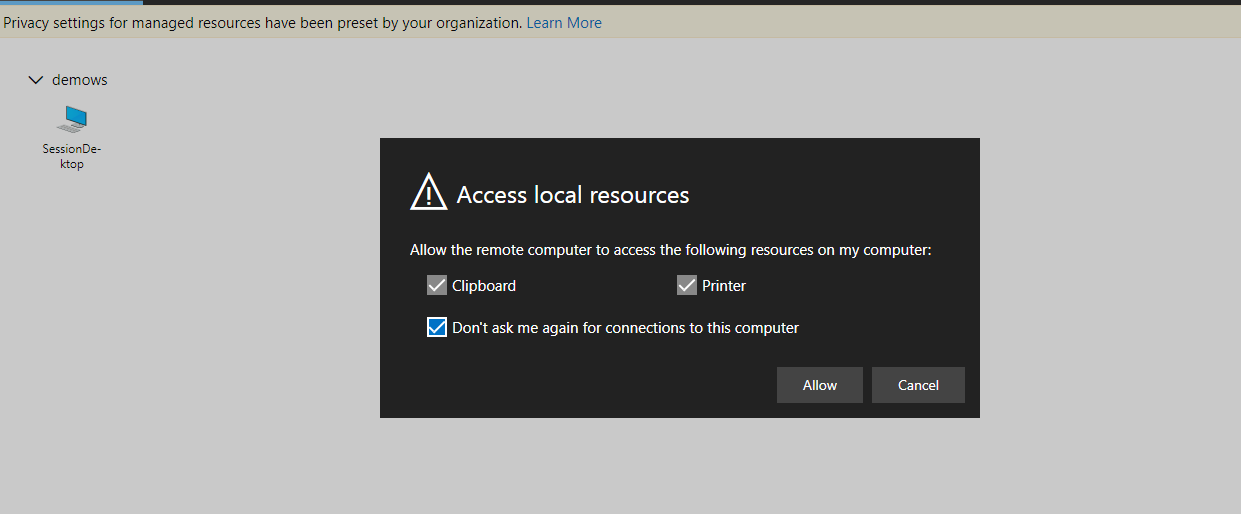 Privacy settings for managed resources have been preset by your organization. Learn More
demows
SessionDe-
ktop
Access local resources
Allow the remote computer to access the following resources on my computer:
Clipboard
Printer
Don't ask me again for connections to this computer
Allow
Cancel